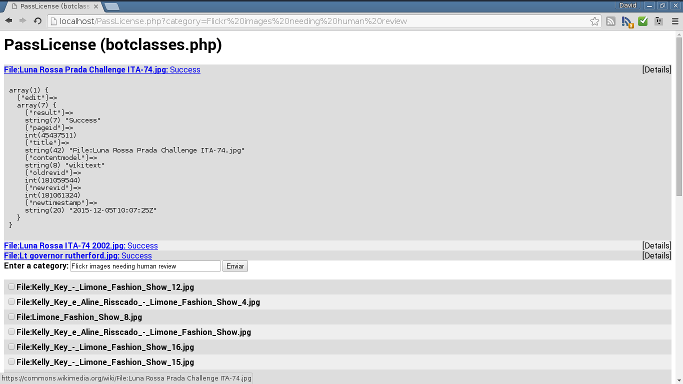 PassLicense (botclasse
David
localhost/PassLicense.php?category=Flickr%20images%20needing%20human%20review
PassLicense (botclasses.php)
File:Luna Rossa Prada Challenge ITA-74.jpg: Success [Details]
array(1) {
["edit"]=>
array(7) {
["result"]=>
string(7) "Success"
["pageid"]=>
int(45437511)
["title"]=>
string(42) "File:Luna Rossa Prada Challenge ITA-74.jpg"
["contentmodel"]=>
string(8) "wikitext"
["oldrevid"]=>
int(181059544)
["newrevid"]=>
int(181061324)
["newtimestamp"]=>
string(20) "2015-12-05T10:07:25Z"
}
}
File:Luna Rossa ITA-74 2002.jpg: Success [Details]
File:Lt governor rutherford.jpg: Success [Details]
Enter a category: Flickr images needing human review Enviar
File:Kelly_Key_-_Limone_Fashion_Show_12.jpg
File:Kelly_Key_e_Aline_Risscado_-_Limone_Fashion_Show_4.jpg
File:Limone_Fashion_Show_8.jpg
File:Kelly_Key_e_Aline_Risscado_-_Limone_Fashion_Show.jpg
File:Kelly_Key_-_Limone_Fashion_Show_16.jpg
File:Kelly_Key_-_Limone_Fashion_Show_15.jpg
https://commons.wikimedia.org/wiki/File:Luna Rossa Prada Challenge ITA-74.jpg